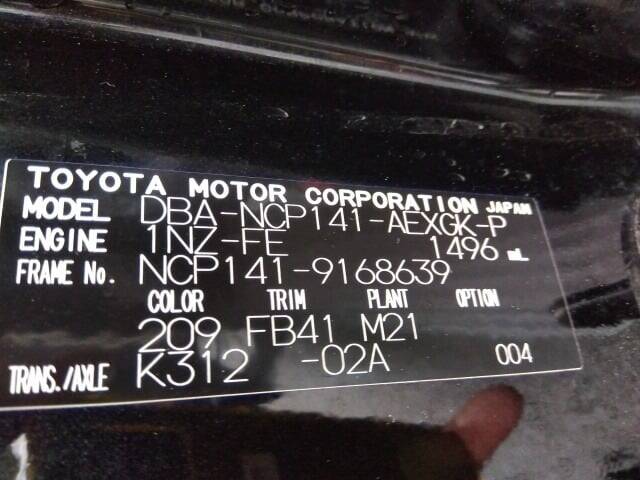 TOYOTA MOTOR CORPORATION JAPAN
MODEL DBA-NCP141-AEXGK-P
ENGINE 1NZ-FE 1496 mL
FRAME No. NCP141-9168639
COLOR TRIM PLANT OPTION
209 FB41 M21
TRANS./AXLE K312 -02A 004